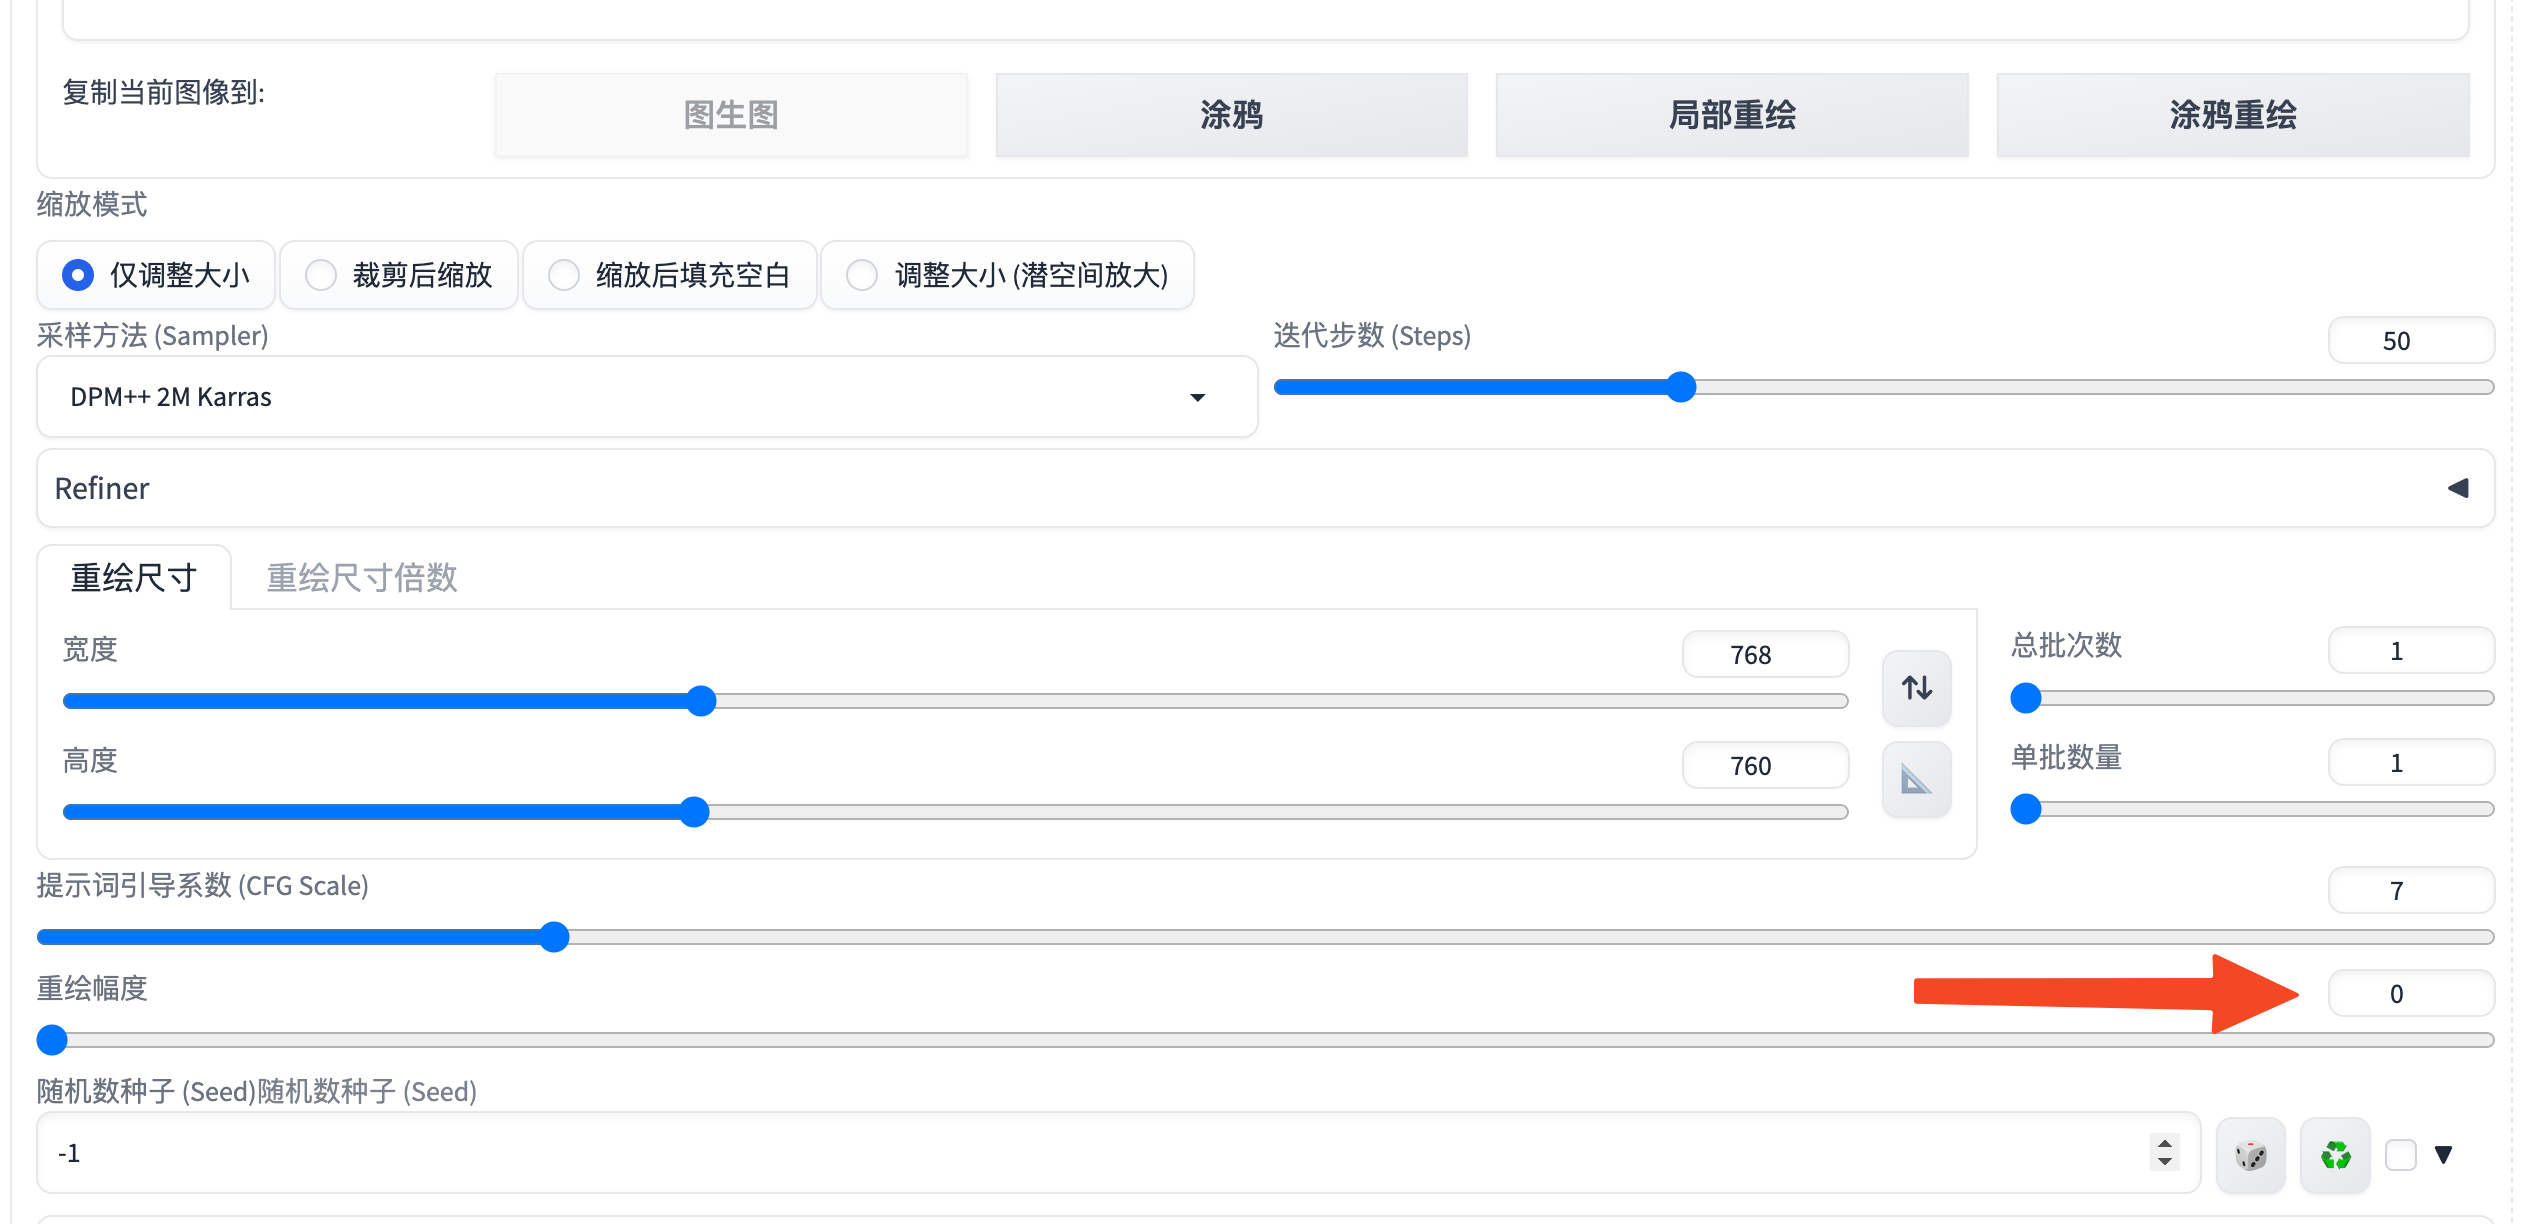 复制当前图像到:
图生图
涂鸦
局部重绘
涂鸦重绘
缩放模式
仅调整大小
裁剪后缩放
缩放后填充空白
调整大小 (潜空间放大)
采样方法 (Sampler)
DPM++ 2M Karras
迭代步数 (Steps)
50
Refiner
重绘尺寸
重绘尺寸倍数
宽度
768
高度
760
总批次数
1
单批数量
1
提示词引导系数 (CFG Scale)
7
重绘幅度
0
随机数种子 (Seed)随机数种子 (Seed)
-1